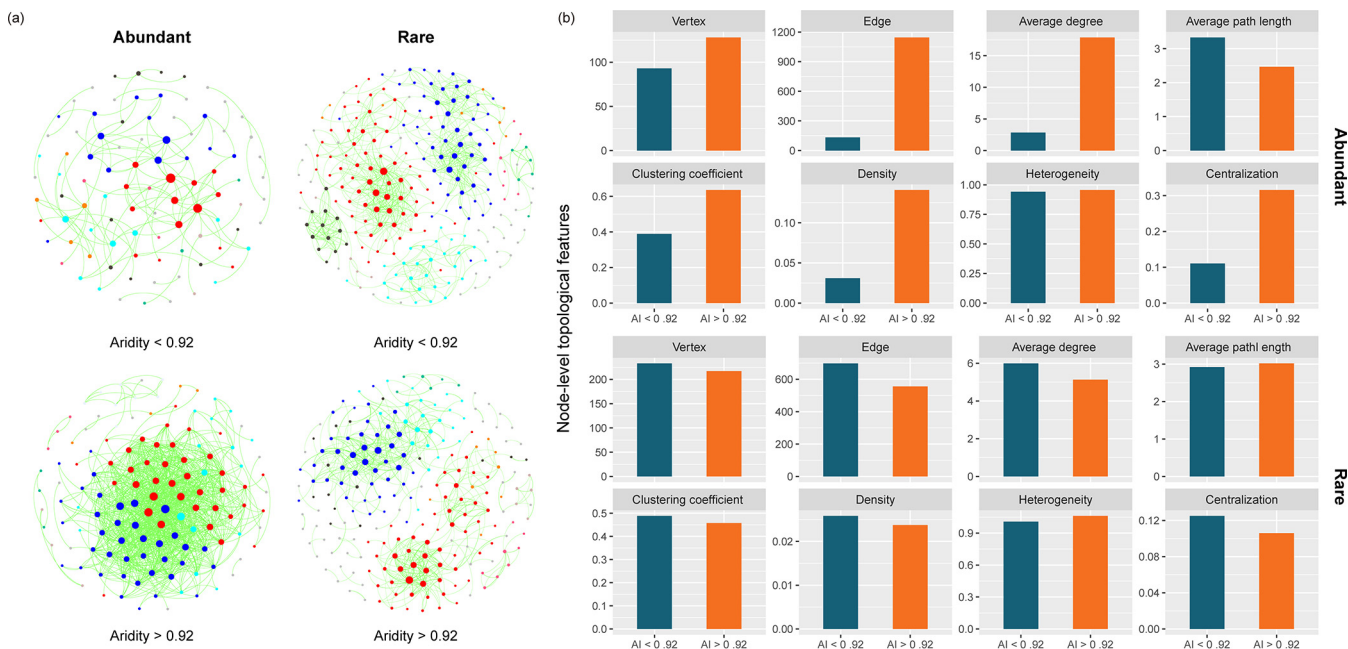 (a)
Abundant
Rare
Aridity < 0.92
Aridity < 0.92
Aridity > 0.92
Aridity > 0.92
(b)
Node-level topological features
Vertex
Edge
Average degree
Average path length
100
50
0
1200
900
600
300
0
15
10
5
0
3
2
1
0
Clustering coefficient
Density
Heterogeneity
Centralization
0.6
0.4
0.2
0.0
0.10
0.05
0.00
1.00
0.75
0.50
0.25
0.00
0.3
0.2
0.1
0.0
AI < 0.92 AI > 0.92
AI < 0.92 AI > 0.92
AI < 0.92 AI > 0.92
AI < 0.92 AI > 0.92
Abundant
Vertex
Edge
Average degree
Average pathl ength
200
150
100
50
0
600
400
200
0
6
4
2
0
3
2
1
0
Clustering coefficient
Density
Heterogeneity
Centralization
0.5
0.4
0.3
0.2
0.1
0.0
0.02
0.01
0.00
0.9
0.6
0.3
0.0
0.12
0.08
0.04
0.00
AI < 0.92 AI > 0.92
AI < 0.92 AI > 0.92
AI < 0.92 AI > 0.92
AI < 0.92 AI > 0.92
Rare